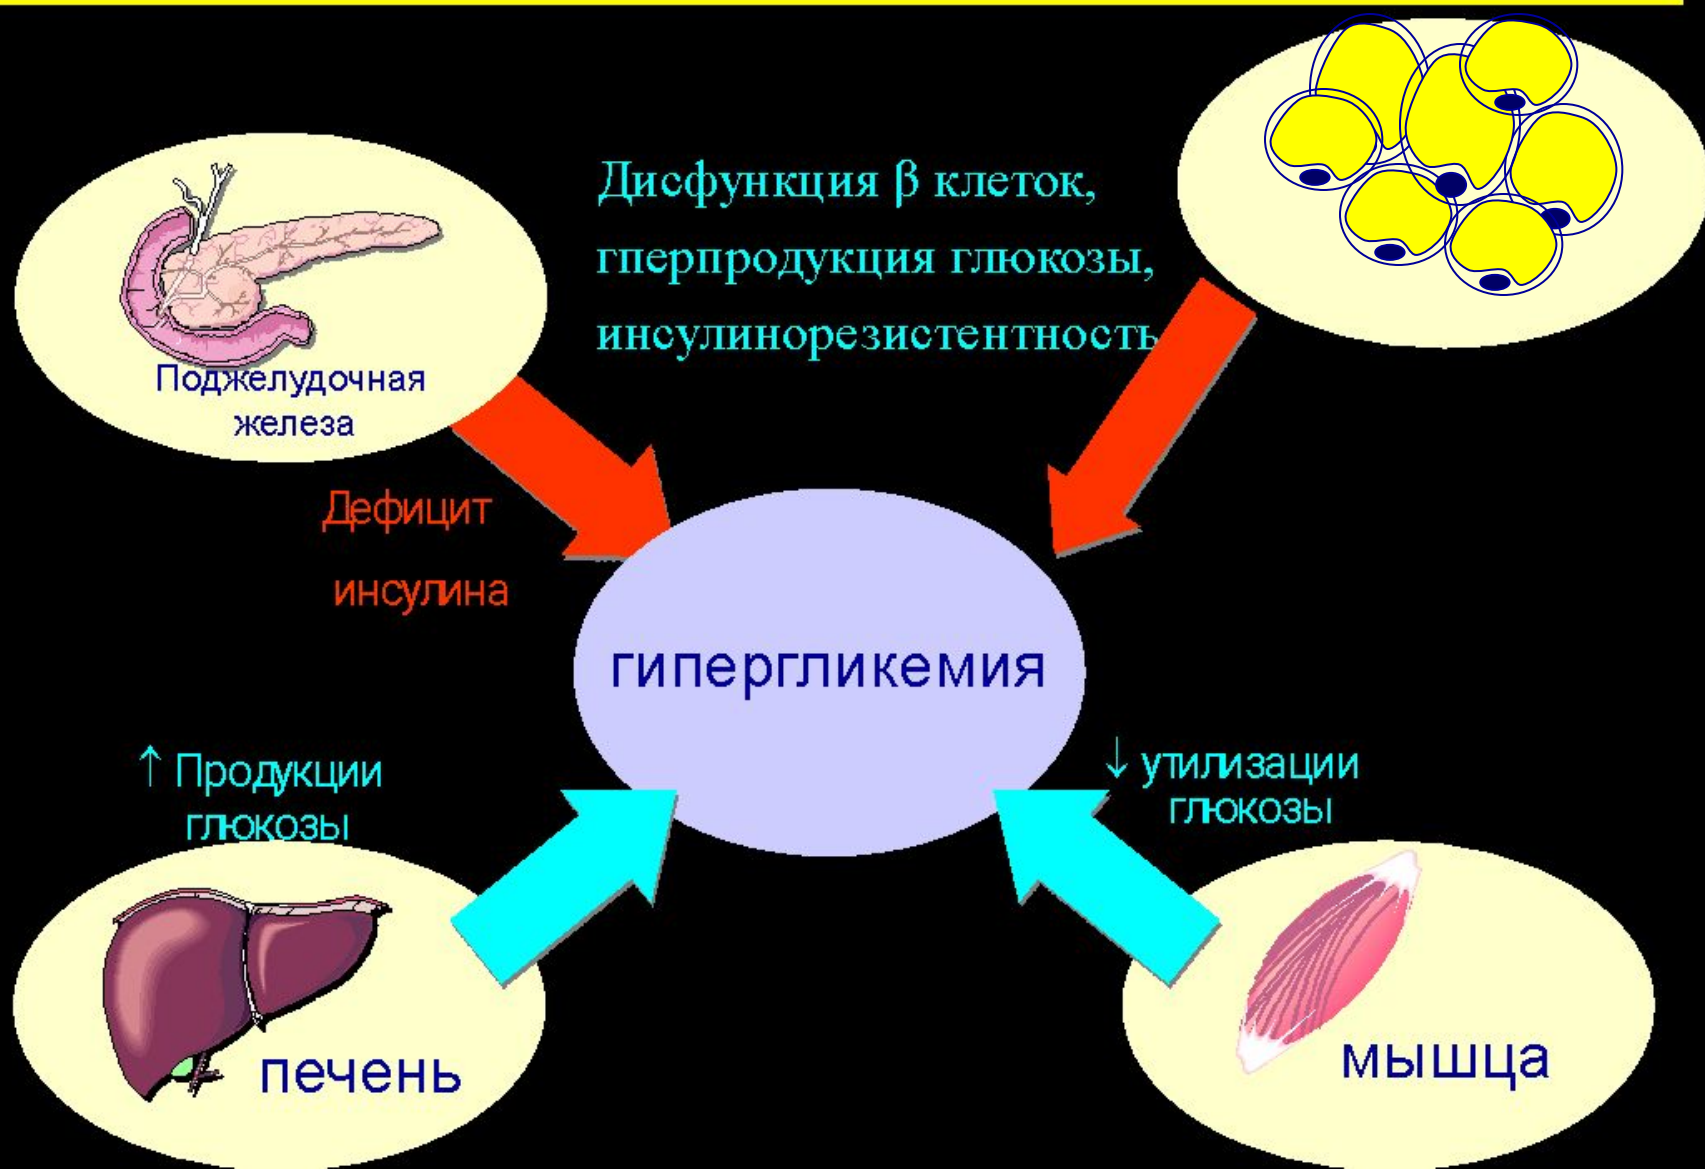 Дисфункция β клеток,
гперпродукция глюкозы,
инсулинорезистентность
Поджелудочная
железа
Дефицит
инсулина
гипергликемия
↑ Продукции
глюкозы
↓ утилизации
глюкозы
печень
мышца